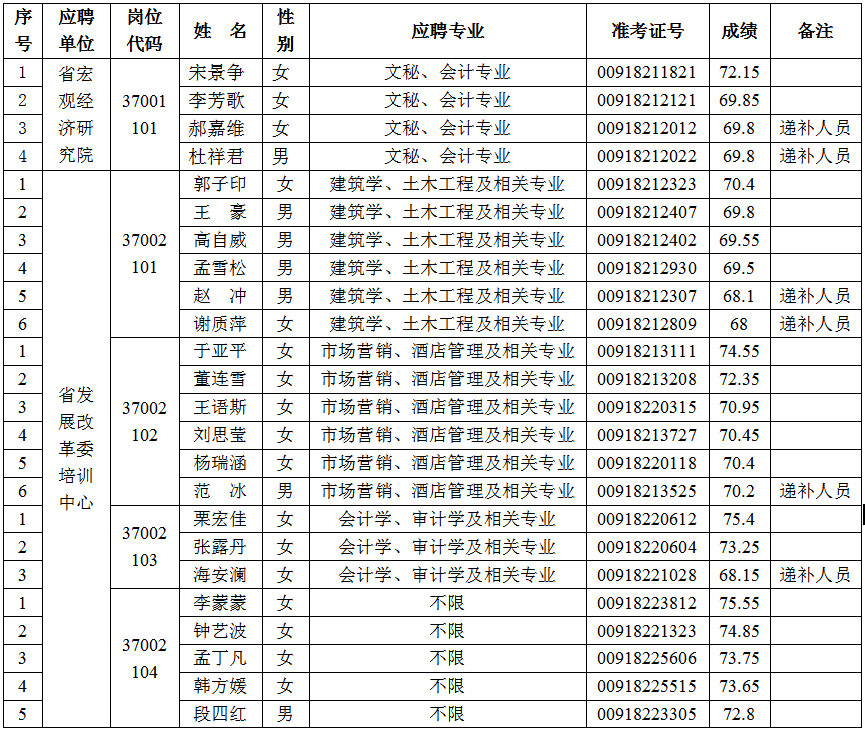 序号 应聘单位 岗位代码 姓 名 性别 应聘专业 准考证号 成绩 备注
1 省宏观经济研究院 37001101 宋景争 女 文秘、会计专业 00918211821 72.15
2 李芳歌 女 文秘、会计专业 00918212121 69.85
3 郝嘉维 女 文秘、会计专业 00918212012 69.8 递补人员
4 杜祥君 男 文秘、会计专业 00918212022 69.8 递补人员
1 省发展改革委培训中心 37002101 郭子印 女 建筑学、土木工程及相关专业 00918212323 70.4
2 王 豪 男 建筑学、土木工程及相关专业 00918212407 69.8
3 高自威 男 建筑学、土木工程及相关专业 00918212402 69.55
4 孟雪松 男 建筑学、土木工程及相关专业 00918212930 69.5
5 赵 冲 男 建筑学、土木工程及相关专业 00918212307 68.1 递补人员
6 谢质萍 女 建筑学、土木工程及相关专业 00918212809 68 递补人员
1 37002102 于亚平 女 市场营销、酒店管理及相关专业 00918213111 74.55
2 董连雪 女 市场营销、酒店管理及相关专业 00918213208 72.35
3 王语斯 女 市场营销、酒店管理及相关专业 00918220315 70.95
4 刘思莹 女 市场营销、酒店管理及相关专业 00918213727 70.45
5 杨瑞涵 女 市场营销、酒店管理及相关专业 00918220118 70.4
6 范 冰 男 市场营销、酒店管理及相关专业 00918213525 70.2 递补人员
1 37002103 栗宏佳 女 会计学、审计学及相关专业 00918220612 75.4
2 张露丹 女 会计学、审计学及相关专业 00918220604 73.25
3 海安澜 女 会计学、审计学及相关专业 00918221028 68.15 递补人员
1 37002104 李蒙蒙 女 不限 00918223812 75.55
2 钟艺波 女 不限 00918221323 74.85
3 孟丁凡 女 不限 00918225606 73.75
4 韩方媛 女 不限 00918225515 73.65
5 段四红 男 不限 00918223305 72.8